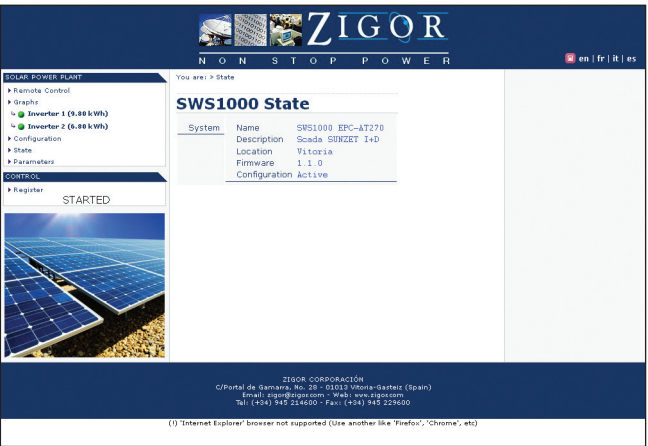 ZIGOR
NON STOP POWER
en | fr | it | es
SOLAR POWER PLANT
Remote Control
Graphs
Inverter 1 (9.80 kWh)
Inverter 2 (6.80 kWh)
Configuration
State
Parameters
CONTROL
Register
STARTED
You are: > State
SWS1000 State
System
Name SWS1000 EPC-AT270
Description Scada SUNZET I+D
Location Vitoria
Firmware 1.1.0
Configuration Active
ZIGOR CORPORACIÓN
C/Portal de Gamarra, No. 28 - 01013 Vitoria-Gasteiz (Spain)
Email: zigor@zigor.com - Web: www.zigor.com
Tel: (+34) 945 214600 - Fax: (+34) 945 229600
(!) 'Internet Explorer' browser not supported (Use another like 'Firefox', 'Chrome', etc)